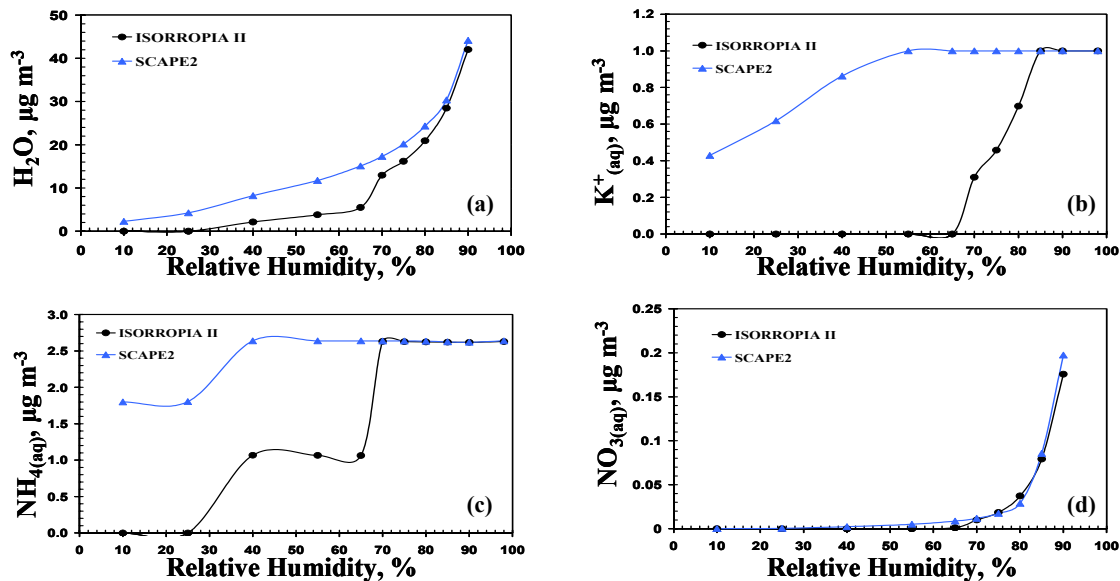 H₂O, µg m⁻³
50
40
30
20
10
0
ISORROPIA II
SCAPE2
(a)
0 10 20 30 40 50 60 70 80 90 100
Relative Humidity, %
K⁺(aq), µg m⁻³
1.2
1.0
0.8
0.6
0.4
0.2
0.0
ISORROPIA II
SCAPE2
(b)
0 10 20 30 40 50 60 70 80 90 100
Relative Humidity, %
NH₄(aq), µg m⁻³
3.0
2.5
2.0
1.5
1.0
0.5
0.0
ISORROPIA II
SCAPE2
(c)
0 10 20 30 40 50 60 70 80 90 100
Relative Humidity, %
NO₃(aq), µg m⁻³
0.25
0.2
0.15
0.1
0.05
0
ISORROPIA II
SCAPE2
(d)
0 10 20 30 40 50 60 70 80 90 100
Relative Humidity, %